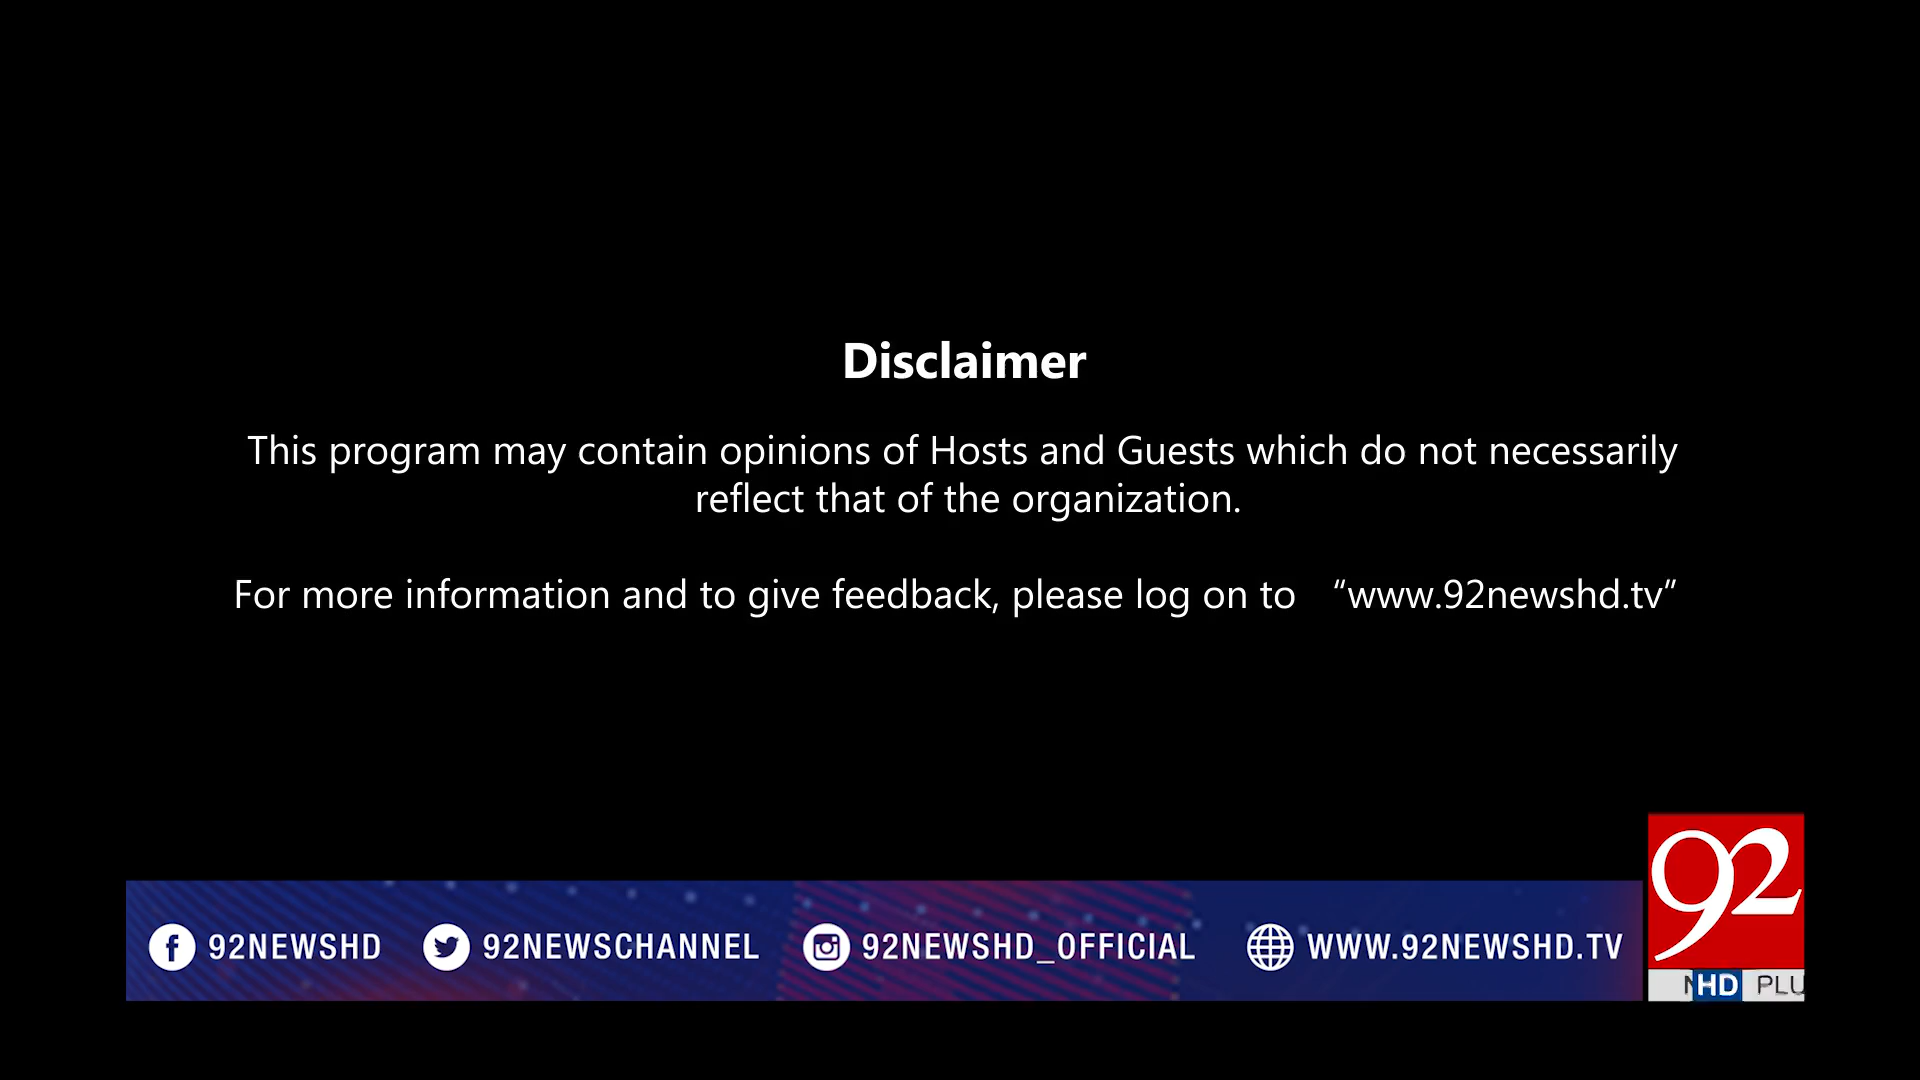 Disclaimer
This program may contain opinions of Hosts and Guests which do not necessarily
reflect that of the organization.
For more information and to give feedback, please log on to “www.92newshd.tv”
92NEWSHD 92NEWSCHANNEL 92NEWSHD_OFFICIAL WWW.92NEWSHD.TV
92
HD